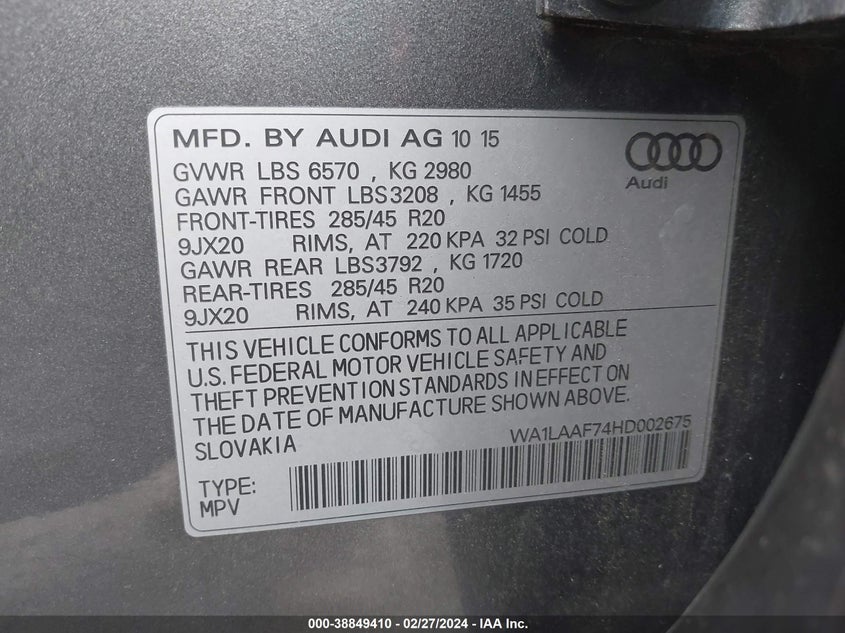 MFD. BY AUDI AG 10 15
Audi
GVWR LBS 6570 , KG 2980
GAWR FRONT LBS3208 , KG 1455
FRONT-TIRES 285/45 R20
9JX20 RIMS, AT 220 KPA 32 PSI COLD
GAWR REAR LBS3792 , KG 1720
REAR-TIRES 285/45 R20
9JX20 RIMS, AT 240 KPA 35 PSI COLD
THIS VEHICLE CONFORMS TO ALL APPLICABLE
U.S. FEDERAL MOTOR VEHICLE SAFETY AND
THEFT PREVENTION STANDARDS IN EFFECT ON
THE DATE OF MANUFACTURE SHOWN ABOVE.
SLOVAKIA
WA1LAAF74HD002675
TYPE:
MPV
000-38849410 - 02/27/2024 - IAA Inc.